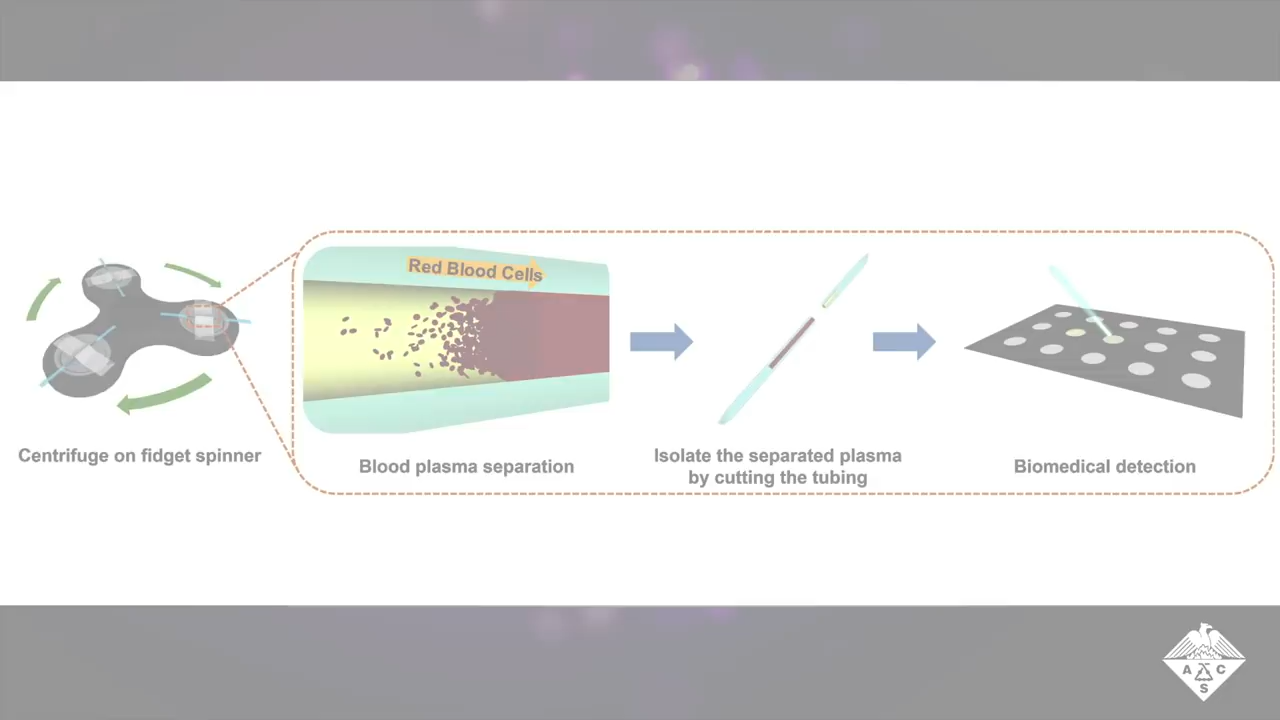 Red Blood Cells
Centrifuge on fidget spinner
Blood plasma separation
Isolate the separated plasma
by cutting the tubing
Biomedical detection
A C
S